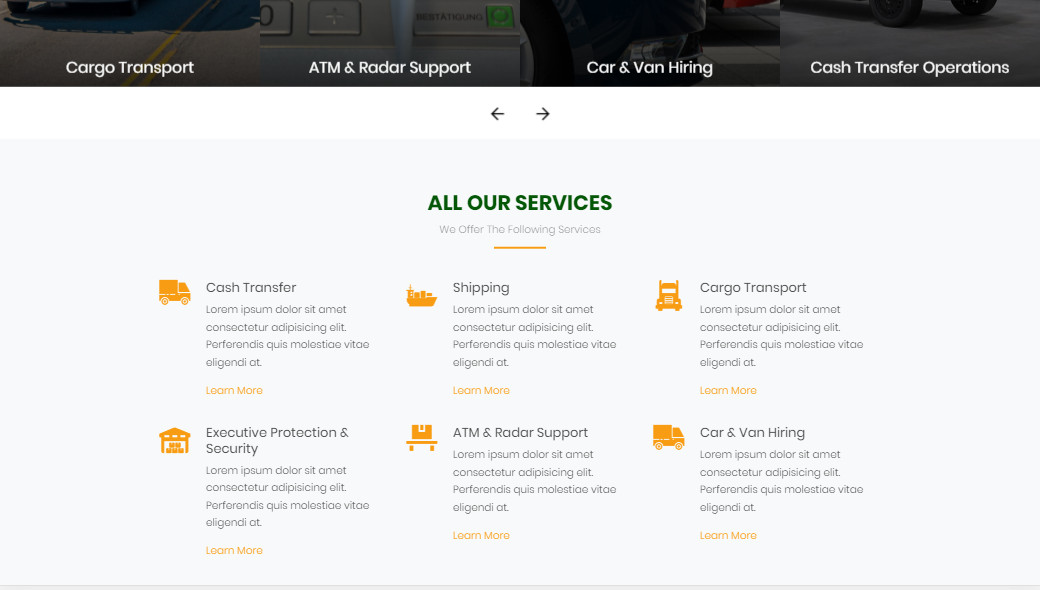 BESTÄTIGUNG
Cargo Transport
ATM & Radar Support
Car & Van Hiring
Cash Transfer Operations
ALL OUR SERVICES
We Offer The Following Services
Cash Transfer
Lorem ipsum dolor sit amet
consectetur adipisicing elit.
Perferendis quis molestiae vitae
eligendi at.
Learn More
Shipping
Lorem ipsum dolor sit amet
consectetur adipisicing elit.
Perferendis quis molestiae vitae
eligendi at.
Learn More
Cargo Transport
Lorem ipsum dolor sit amet
consectetur adipisicing elit.
Perferendis quis molestiae vitae
eligendi at.
Learn More
Executive Protection &
Security
Lorem ipsum dolor sit amet
consectetur adipisicing elit.
Perferendis quis molestiae vitae
eligendi at.
Learn More
ATM & Radar Support
Lorem ipsum dolor sit amet
consectetur adipisicing elit.
Perferendis quis molestiae vitae
eligendi at.
Learn More
Car & Van Hiring
Lorem ipsum dolor sit amet
consectetur adipisicing elit.
Perferendis quis molestiae vitae
eligendi at.
Learn More